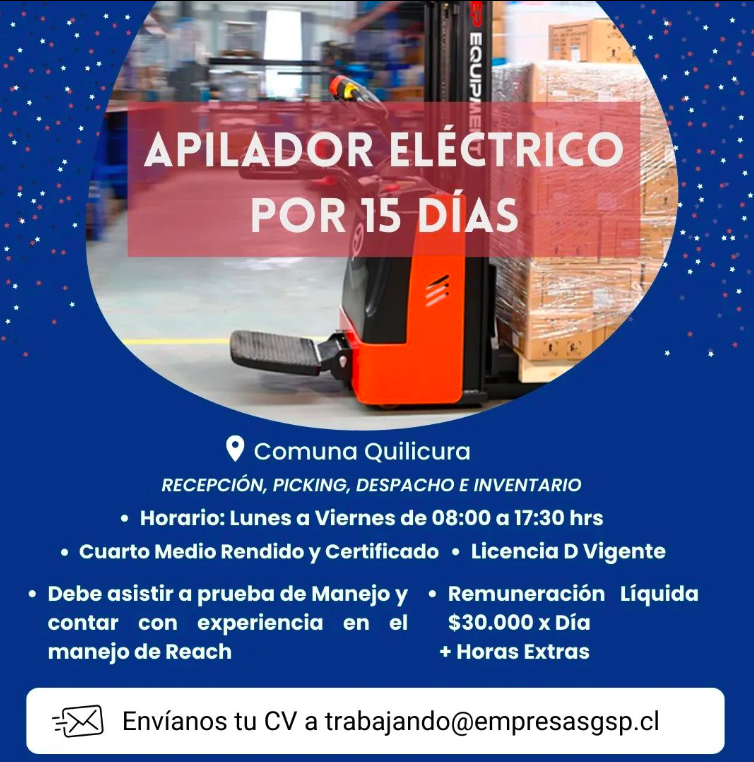 EP EQUIPMENT
APILADOR ELÉCTRICO
POR 15 DÍAS
Comuna Quilicura
RECEPCIÓN, PICKING, DESPACHO E INVENTARIO
• Horario: Lunes a Viernes de 08:00 a 17:30 hrs
• Cuarto Medio Rendido y Certificado • Licencia D Vigente
• Debe asistir a prueba de Manejo y
contar con experiencia en el
manejo de Reach
• Remuneración Líquida
$30.000 x Día
+ Horas Extras
Envíanos tu CV a trabajando@empresasgsp.cl